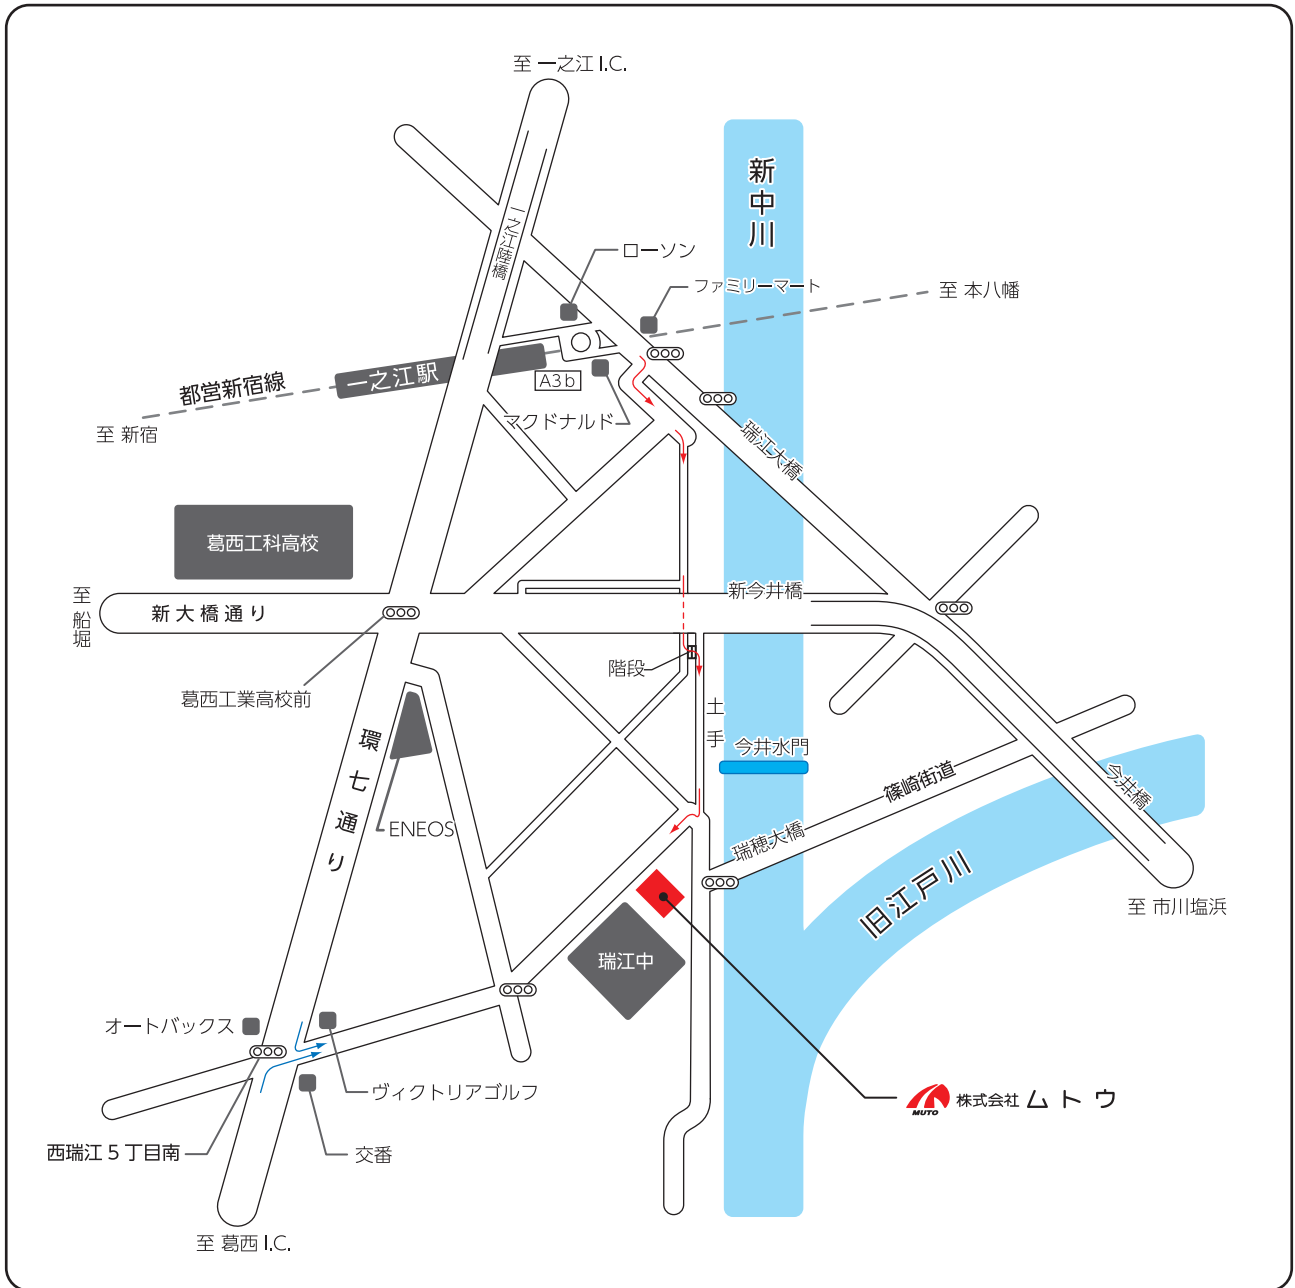 至 一之江 I.C.
新中川
一之江陸橋
ローソン
ファミリーマート
至 本八幡
都営新宿線
一之江駅
A3b
至 新宿
マクドナルド
瑞江大橋
葛西工科高校
至 船堀
新大橋通り
新今井橋
階段
葛西工業高校前
土手
環七通り
今井水門
篠崎街道
今井橋
ENEOS
瑞穂大橋
旧江戸川
至 市川塩浜
瑞江中
オートバックス
ヴィクトリアゴルフ
MUTO
株式会社 ムトウ
西瑞江 5 丁目南
交番
至 葛西 I.C.